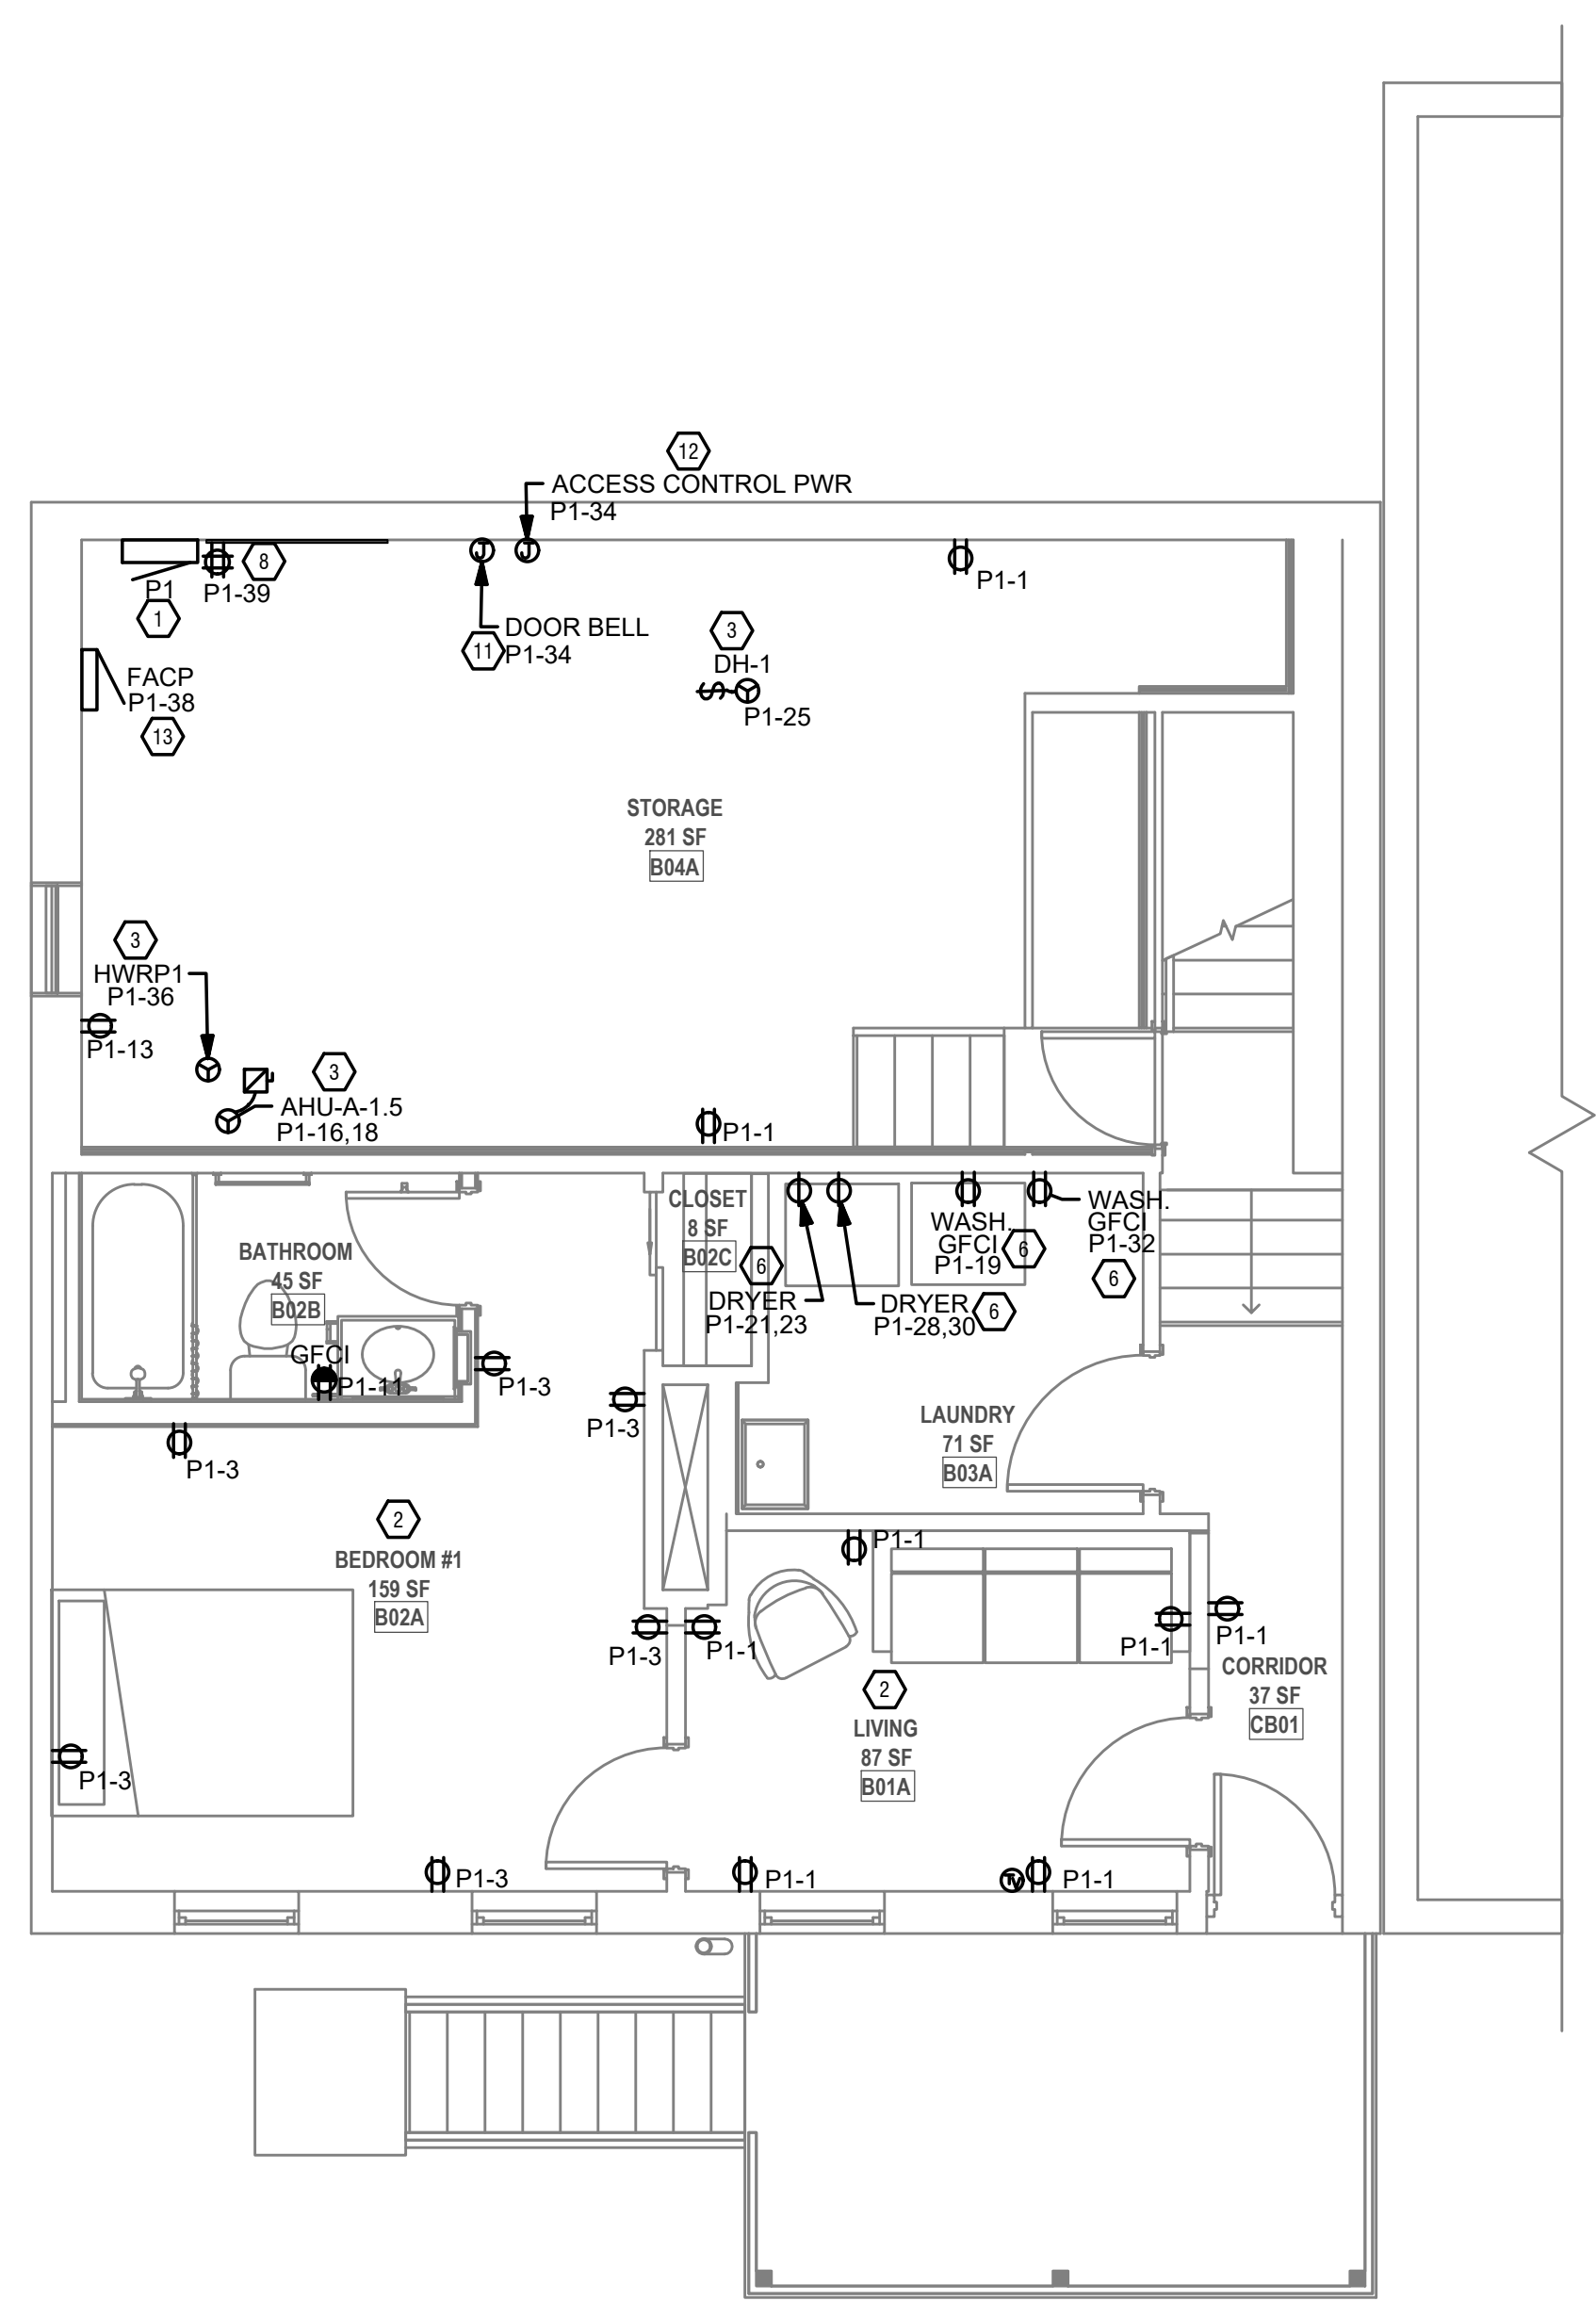 12
ACCESS CONTROL PWR
P1-34
J
J
8
P1
P1-39
1
P1-1
DOOR BELL
P1-34
11
3
DH-1
P1-25
FACP
P1-38
13
STORAGE
281 SF
B04A
3
HWRP1
P1-36
P1-13
3
AHU-A-1.5
P1-16,18
P1-1
CLOSET
8 SF
B02C
WASH.
GFCI
P1-19
6
WASH.
GFCI
P1-32
6
BATHROOM
45 SF
B02B
6
DRYER
P1-21,23
DRYER
P1-28,30
6
GFCI
P1-11
P1-3
P1-3
P1-3
LAUNDRY
71 SF
B03A
2
BEDROOM #1
159 SF
B02A
P1-1
P1-3
P1-1
P1-1
P1-1
CORRIDOR
37 SF
CB01
2
LIVING
87 SF
B01A
P1-3
P1-3
P1-1
TV
P1-1